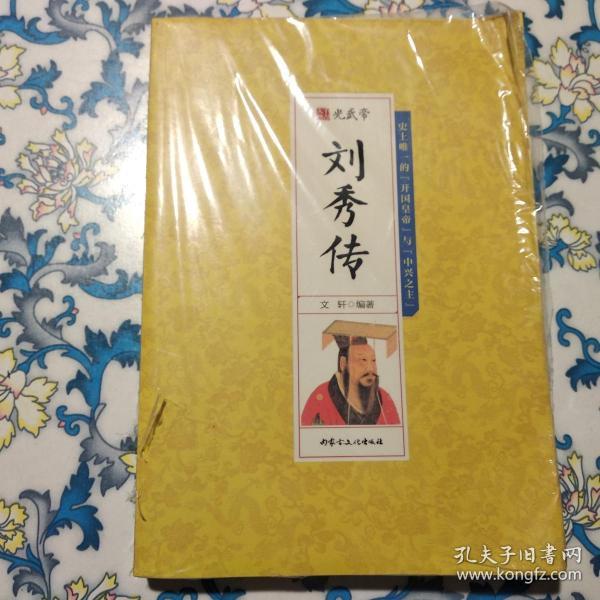 光武帝
刘秀传
史上唯一的「开国皇帝」与「中兴之主」
文 轩◎编著
内蒙古文化出版社
孔夫子旧书网
www.kongfz.com